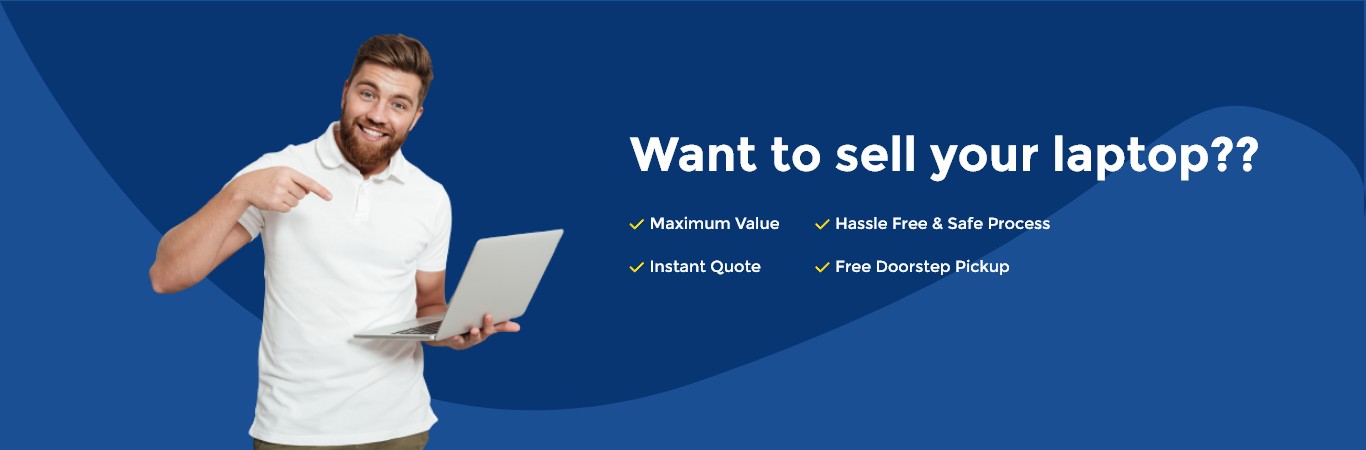 Want to sell your laptop??
Maximum Value
Hassle Free & Safe Process
Instant Quote
Free Doorstep Pickup